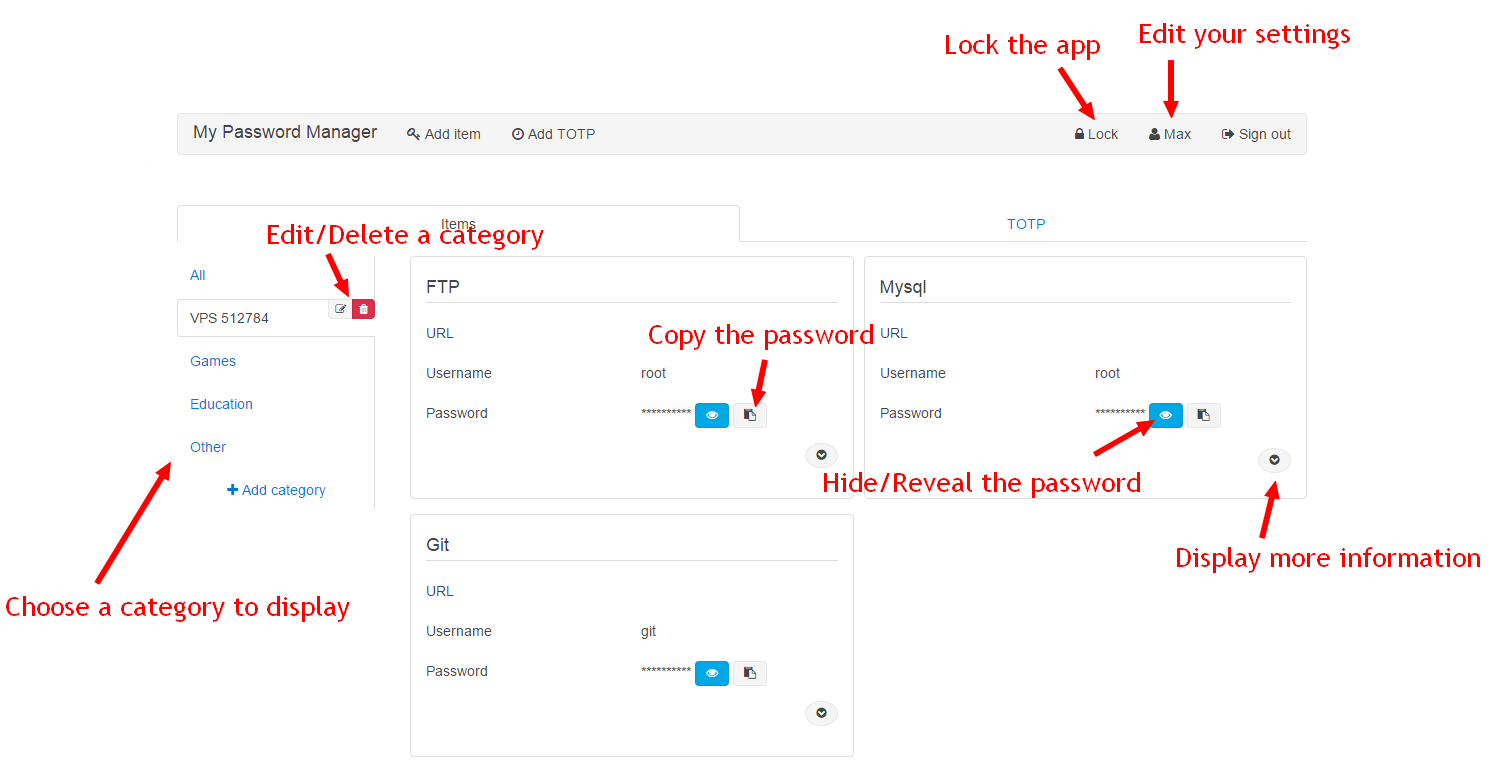 Edit your settings
Lock the app
My Password Manager Add item Add TOTP Lock Max Sign out
Items TOTP
Edit/Delete a category
All
VPS 512784
Games
Education
Other
Add category
Choose a category to display
FTP
URL
Copy the password
Username root
Password **********
Mysql
URL
Username root
Password **********
Hide/Reveal the password
Display more information
Git
URL
Username git
Password **********